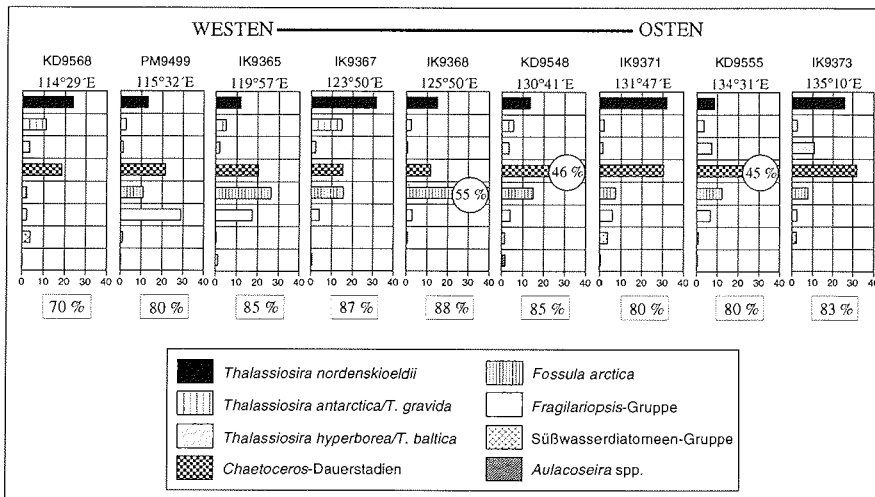 WESTEN OSTEN
KD9568 PM9499 IK9365 IK9367 IK9368 KD9548 IK9371 KD9555 IK9373
114°29´E 115°32´E 119°57´E 123°50´E 125°50´E 130°41´E 131°47´E 134°31´E 135°10´E
46 % 45 %
55 %
0 10 20 30 40 0 10 20 30 40 0 10 20 30 40 0 10 20 30 40 0 10 20 30 40 0 10 20 30 40 0 10 20 30 40 0 10 20 30 40 0 10 20 30 40
70 % 80 % 85 % 87 % 88 % 85 % 80 % 80 % 83 %
Thalassiosira nordenskioeldii
Thalassiosira antarctica/T. gravida
Thalassiosira hyperborea/T. baltica
Chaetoceros-Dauerstadien
Fossula arctica
Fragilariopsis-Gruppe
Süßwasserdiatomeen-Gruppe
Aulacoseira spp.